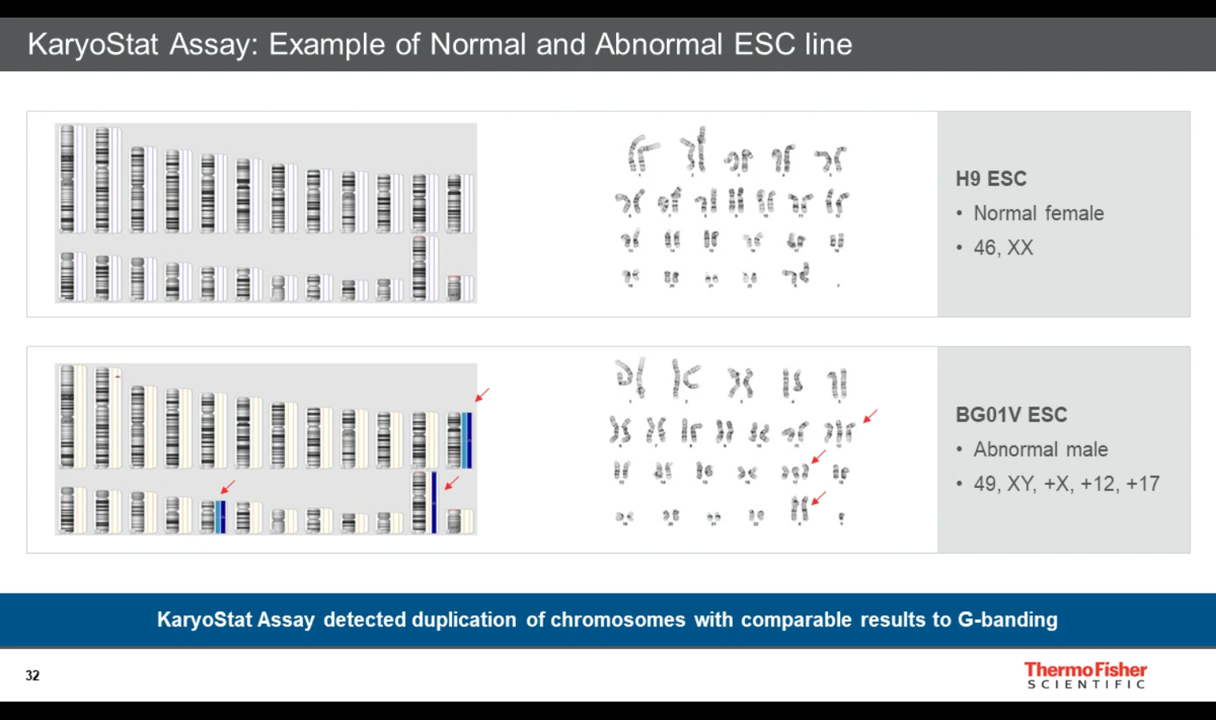 KaryoStat Assay: Example of Normal and Abnormal ESC line
H9 ESC
• Normal female
• 46, XX
BG01V ESC
• Abnormal male
• 49, XY, +X, +12, +17
KaryoStat Assay detected duplication of chromosomes with comparable results to G-banding
32
ThermoFisher
SCIENTIFIC